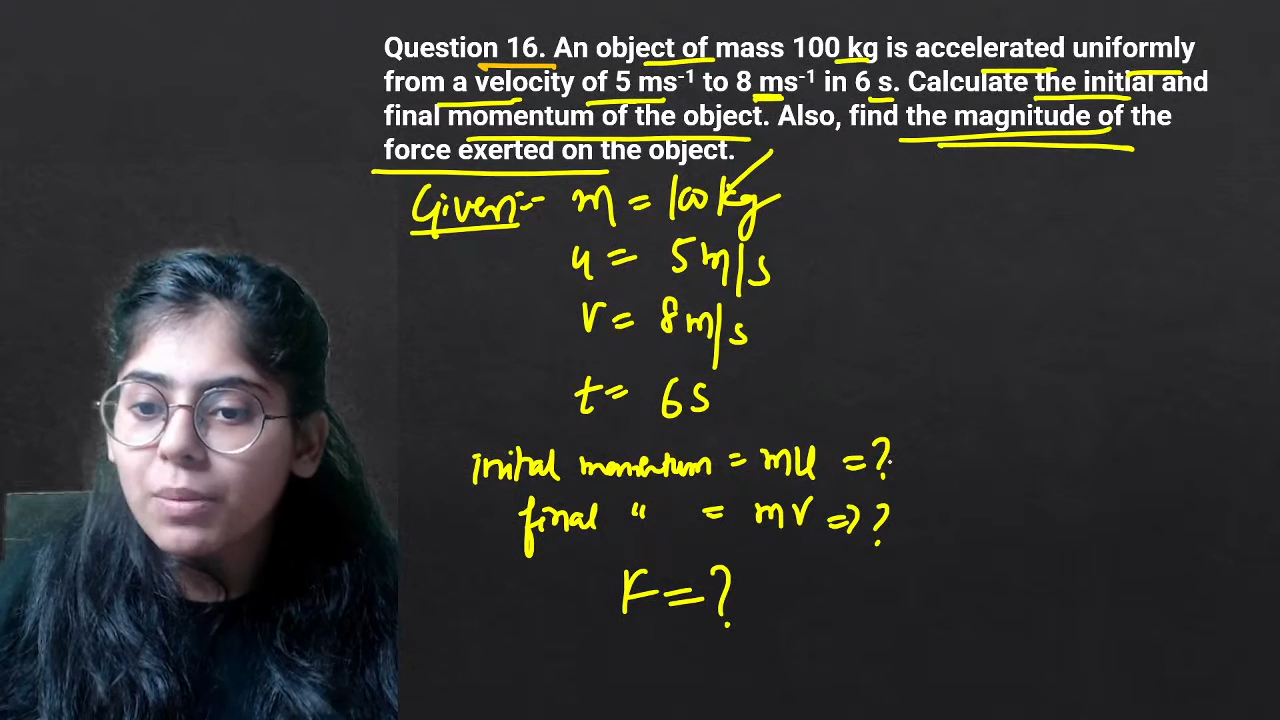 Question 16. An object of mass 100 kg is accelerated uniformly
from a velocity of 5 ms⁻¹ to 8 ms⁻¹ in 6 s. Calculate the initial and
final momentum of the object. Also, find the magnitude of the
force exerted on the object.
Given:- m = 100 kg
u = 5 m/s
v = 8 m/s
t = 6 s
initial momentum = mu = ?
final " = mv => ?
F = ?